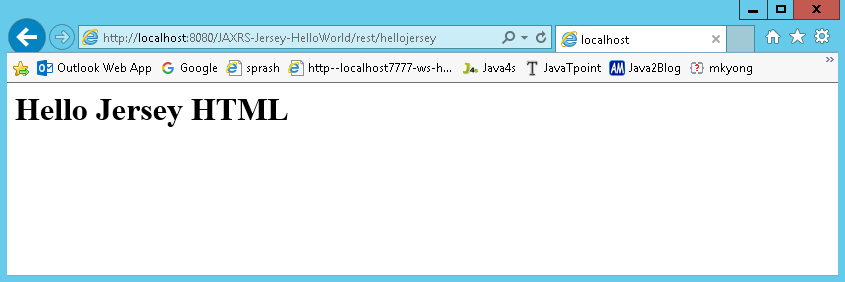 http://localhost:8080/JAXRS-Jersey-HelloWorld/rest/hellojersey
localhost
Outlook Web App Google sprash http--localhost7777-ws-h... Java4s JavaTpoint Java2Blog mkyong
Hello Jersey HTML